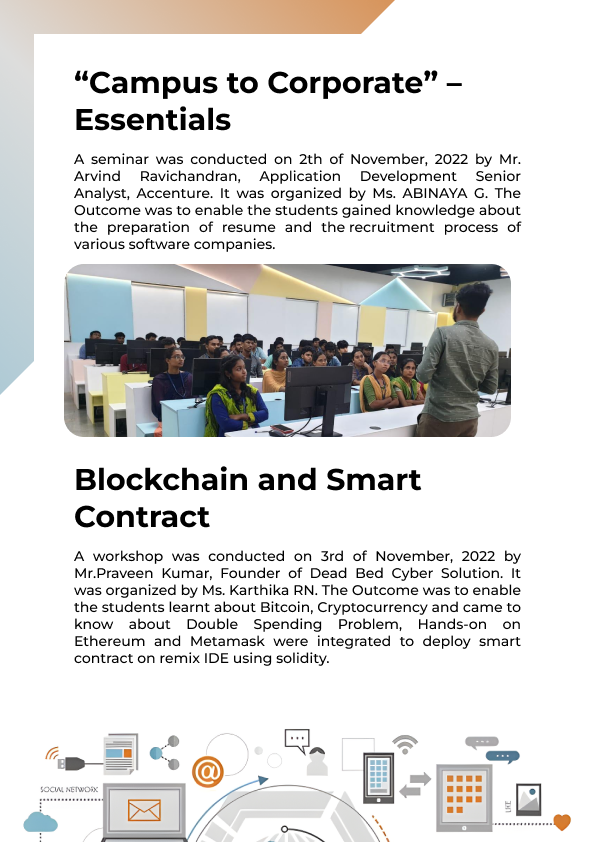 “Campus to Corporate” –
Essentials
A seminar was conducted on 2th of November, 2022 by Mr.
Arvind Ravichandran, Application Development Senior
Analyst, Accenture. It was organized by Ms. ABINAYA G. The
Outcome was to enable the students gained knowledge about
the preparation of resume and the recruitment process of
various software companies.
Blockchain and Smart
Contract
A workshop was conducted on 3rd of November, 2022 by
Mr.Praveen Kumar, Founder of Dead Bed Cyber Solution. It
was organized by Ms. Karthika RN. The Outcome was to enable
the students learnt about Bitcoin, Cryptocurrency and came to
know about Double Spending Problem, Hands-on on
Ethereum and Metamask were integrated to deploy smart
contract on remix IDE using solidity.
@
SOCIAL NETWORK
LIKE